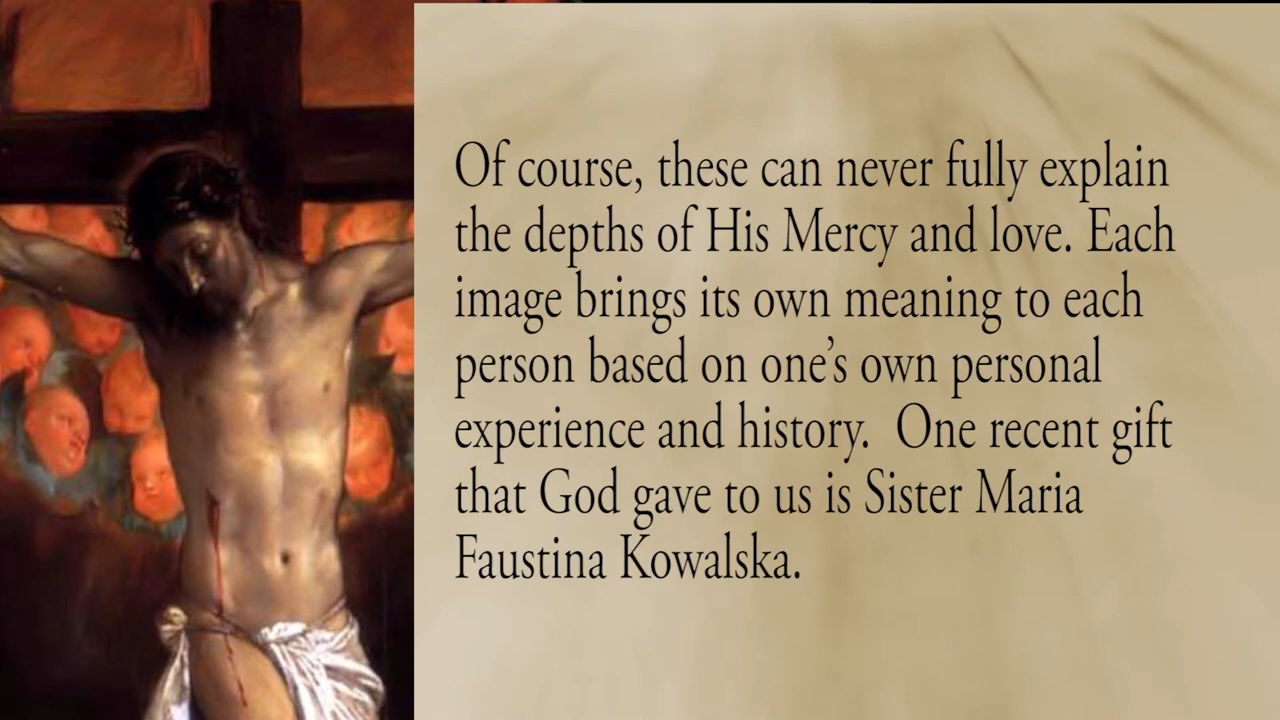 Of course, these can never fully explain
the depths of His Mercy and love. Each
image brings its own meaning to each
person based on one’s own personal
experience and history.  One recent gift
that God gave to us is Sister Maria
Faustina Kowalska.